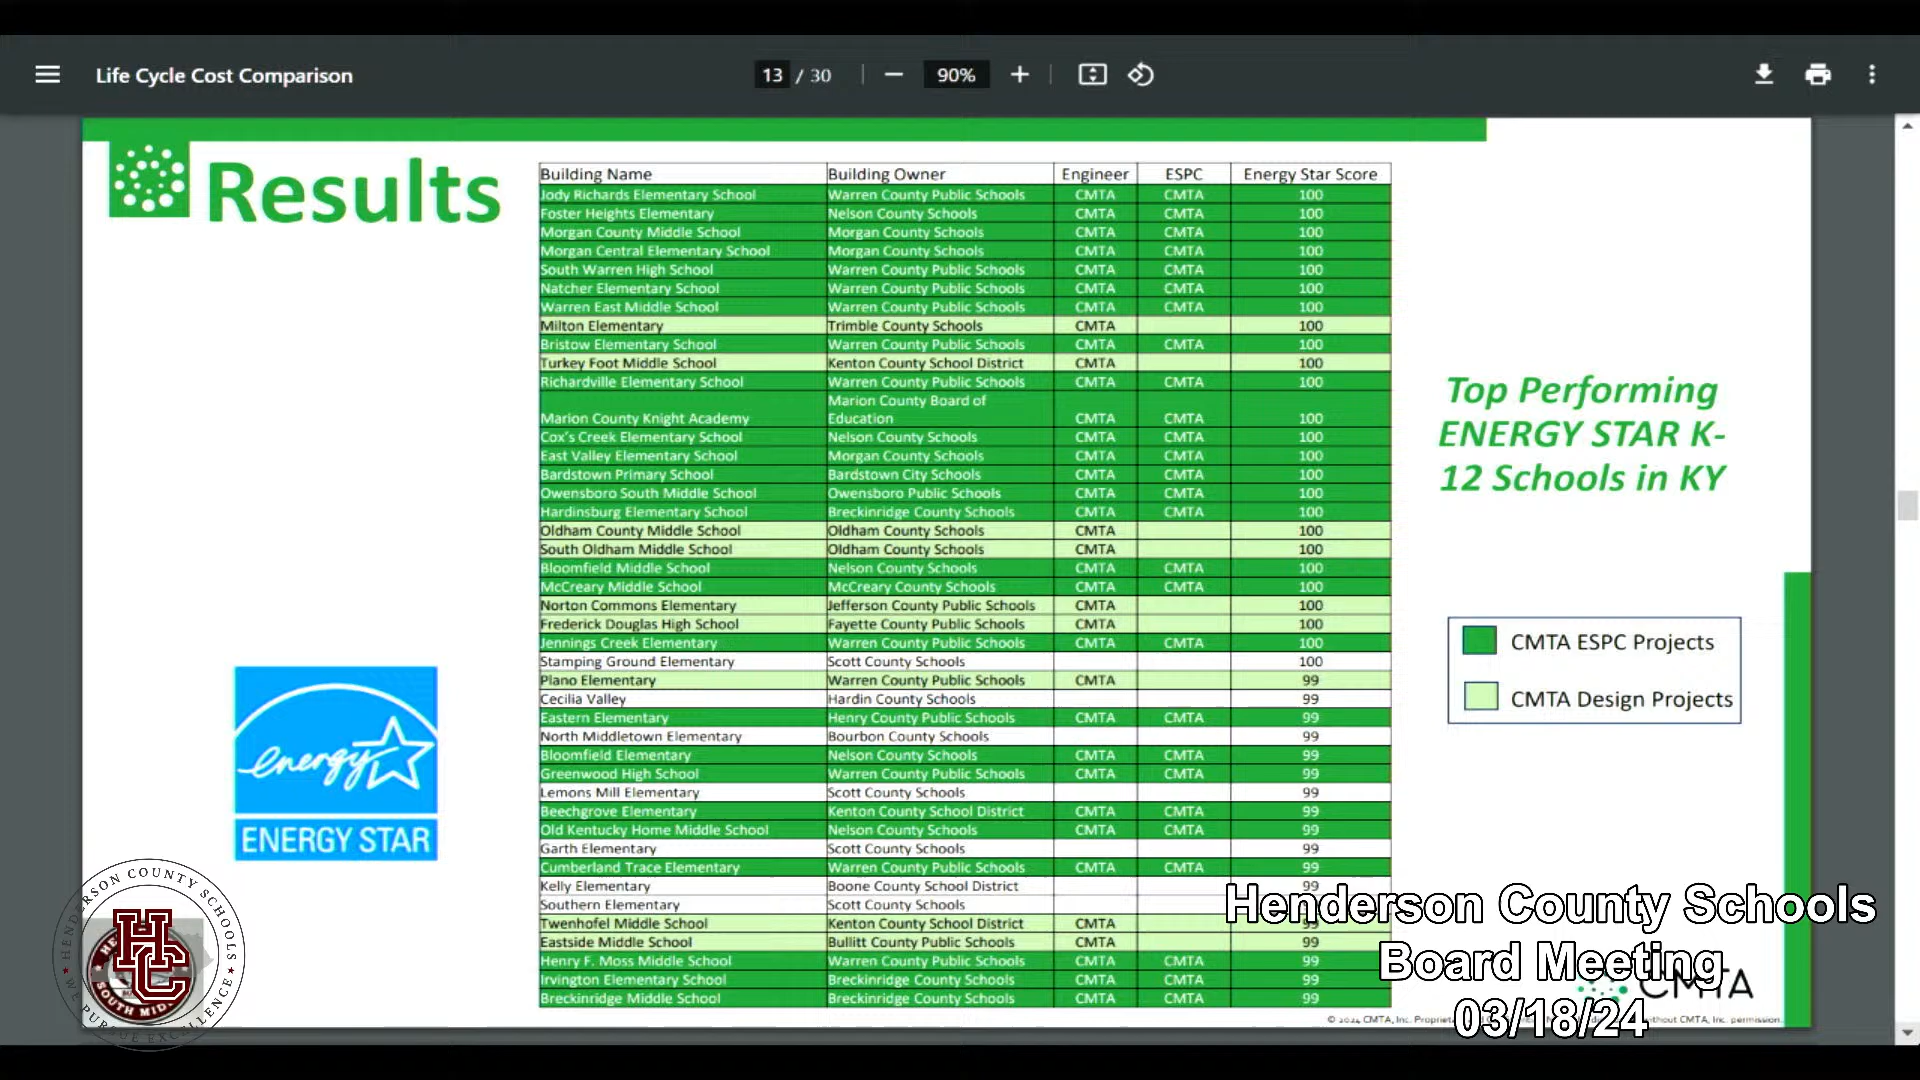 Life Cycle Cost Comparison
13 / 30
90%
Results
Building Name Building Owner Engineer ESPC Energy Star Score
Jody Richards Elementary School Warren County Public Schools CMTA CMTA 100
Foster Heights Elementary Nelson County Schools CMTA CMTA 100
Morgan County Middle School Morgan County Schools CMTA CMTA 100
Morgan Central Elementary School Morgan County Schools CMTA CMTA 100
South Warren High School Warren County Public Schools CMTA CMTA 100
Natcher Elementary School Warren County Public Schools CMTA CMTA 100
Warren East Middle School Warren County Public Schools CMTA CMTA 100
Milton Elementary Trimble County Schools CMTA 100
Bristow Elementary School Warren County Public Schools CMTA CMTA 100
Turkey Foot Middle School Kenton County School District CMTA 100
Richardville Elementary School Warren County Public Schools CMTA CMTA 100
Marion County Board of
Marion County Knight Academy Education CMTA CMTA 100
Cox's Creek Elementary School Nelson County Schools CMTA CMTA 100
East Valley Elementary School Morgan County Schools CMTA CMTA 100
Bardstown Primary School Bardstown City Schools CMTA CMTA 100
Owensboro South Middle School Owensboro Public Schools CMTA CMTA 100
Hardinsburg Elementary School Breckinridge County Schools CMTA CMTA 100
Oldham County Middle School Oldham County Schools CMTA 100
South Oldham Middle School Oldham County Schools CMTA 100
Bloomfield Middle School Nelson County Schools CMTA CMTA 100
McCreary Middle School McCreary County Schools CMTA CMTA 100
Norton Commons Elementary Jefferson County Public Schools CMTA 100
Frederick Douglas High School Fayette County Public Schools CMTA 100
Jennings Creek Elementary Warren County Public Schools CMTA CMTA 100
Stamping Ground Elementary Scott County Schools 100
Plano Elementary Warren County Public Schools CMTA 99
Cecilia Valley Hardin County Schools 99
Eastern Elementary Henry County Public Schools CMTA CMTA 99
North Middletown Elementary Bourbon County Schools 99
Bloomfield Elementary Nelson County Schools CMTA CMTA 99
Greenwood High School Warren County Public Schools CMTA CMTA 99
Lemons Mill Elementary Scott County Schools 99
Beechgrove Elementary Kenton County School District CMTA CMTA 99
Old Kentucky Home Middle School Nelson County Schools CMTA CMTA 99
Garth Elementary Scott County Schools 99
Cumberland Trace Elementary Warren County Public Schools CMTA CMTA 99
Kelly Elementary Boone County School District 99
Southern Elementary Scott County Schools
Twenhofel Middle School Kenton County School District CMTA 99
Eastside Middle School Bullitt County Public Schools CMTA 99
Henry F. Moss Middle School Warren County Public Schools CMTA CMTA 99
Irvington Elementary School Breckinridge County Schools CMTA CMTA 99
Breckinridge Middle School Breckinridge County Schools CMTA CMTA 99
Top Performing
ENERGY STAR K-
12 Schools in KY
CMTA ESPC Projects
CMTA Design Projects
energy
ENERGY STAR
HENDERSON COUNTY SCHOOLS
WE PURSUE EXCELLENCE
HC
SOUTH
CMTA
© 2024 CMTA, Inc. without CMTA, Inc. permission.
Henderson County Schools
Board Meeting
03/18/24